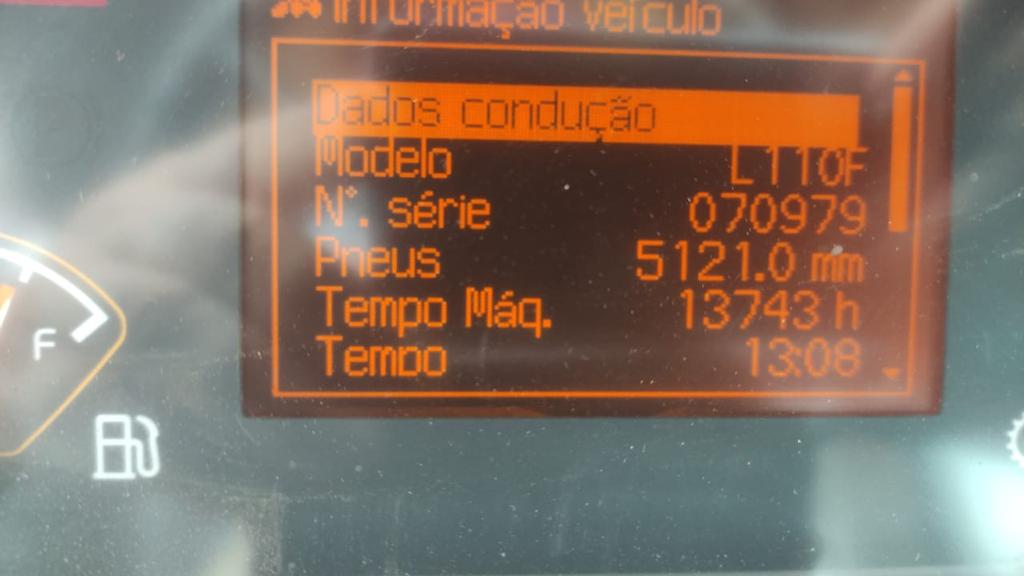 Informação veículo
Dados condução
Modelo L110F
N°. série 070979
Pneus 5121.0 mm
Tempo Máq. 13743 h
Tempo 13:08
F